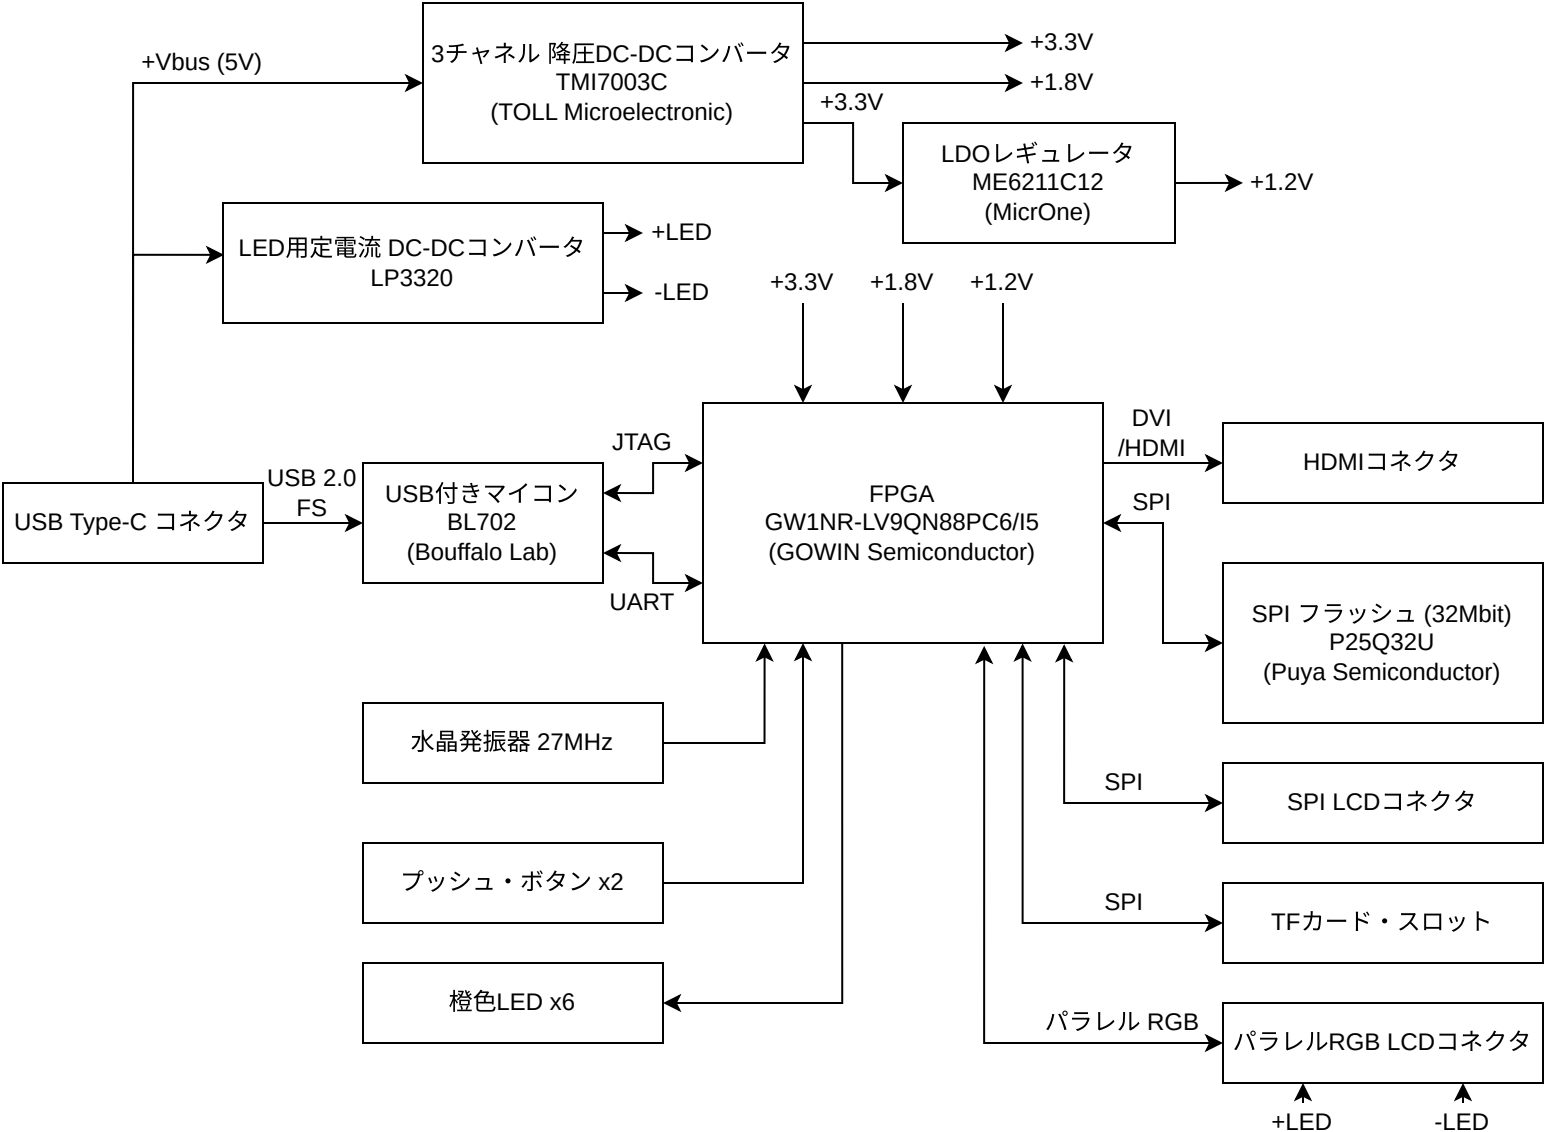 +Vbus (5V)
3チャネル 降圧DC-DCコンバータ
TMI7003C
(TOLL Microelectronic)
+3.3V
+1.8V
+3.3V
LDOレギュレータ
ME6211C12
(MicrOne)
+1.2V
LED用定電流 DC-DCコンバータ
LP3320
+LED
-LED
+3.3V
+1.8V
+1.2V
USB Type-C コネクタ
USB 2.0
FS
USB付きマイコン
BL702
(Bouffalo Lab)
JTAG
UART
FPGA
GW1NR-LV9QN88PC6/I5
(GOWIN Semiconductor)
DVI
/HDMI
HDMIコネクタ
SPI
SPI フラッシュ (32Mbit)
P25Q32U
(Puya Semiconductor)
水晶発振器 27MHz
SPI
SPI LCDコネクタ
プッシュ・ボタン x2
SPI
TFカード・スロット
橙色LED x6
パラレル RGB
パラレルRGB LCDコネクタ
+LED
-LED